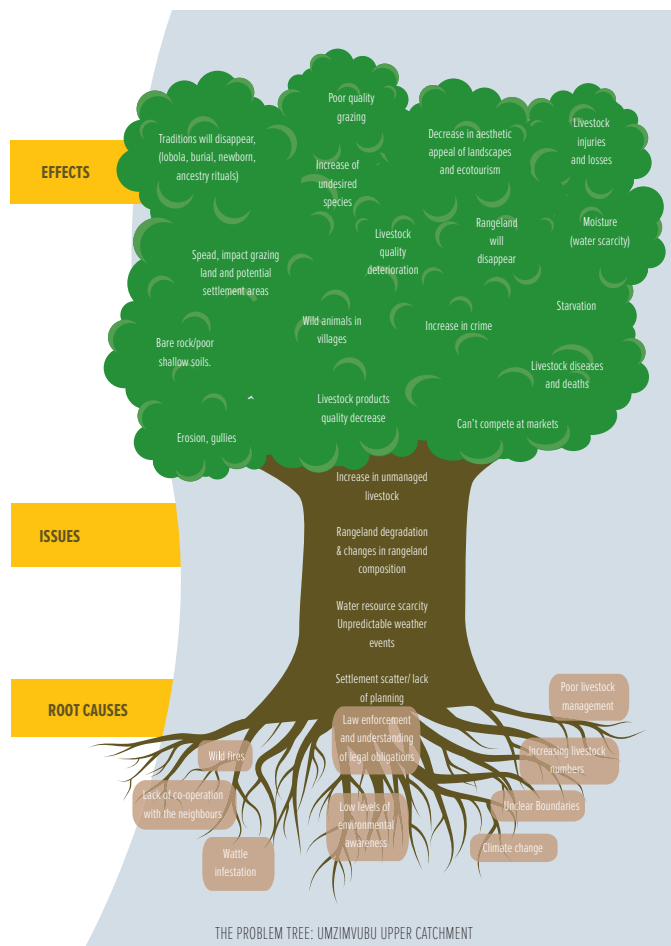 EFFECTS
Traditions will disappear,
(lobola, burial, newborn,
ancestry rituals)
Poor quality
grazing
Increase of
undesired
species
Decrease in aesthetic
appeal of landscapes
and ecotourism
Livestock
injuries
and losses
Spead, impact grazing
land and potential
settlement areas
Livestock
quality
deterioration
Rangeland
will
disappear
Moisture
(water scarcity)
Wild animals in
villages
Increase in crime
Starvation
Bare rock/poor
shallow soils.
Livestock diseases
and deaths
Livestock products
quality decrease
Erosion, gullies
Can't compete at markets
ISSUES
Increase in unmanaged
livestock
Rangeland degradation
& changes in rangeland
composition
Water resource scarcity
Unpredictable weather
events
Settlement scatter/ lack
of planning
ROOT CAUSES
Law enforcement
and understanding
of legal obligations
Poor livestock
management
Wild fires
Increasing livestock
numbers
Lack of co-operation
with the neighbours
Low levels of
environmental
awareness
Unclear Boundaries
Wattle
infestation
Climate change
THE PROBLEM TREE: UMZIMVUBU UPPER CATCHMENT